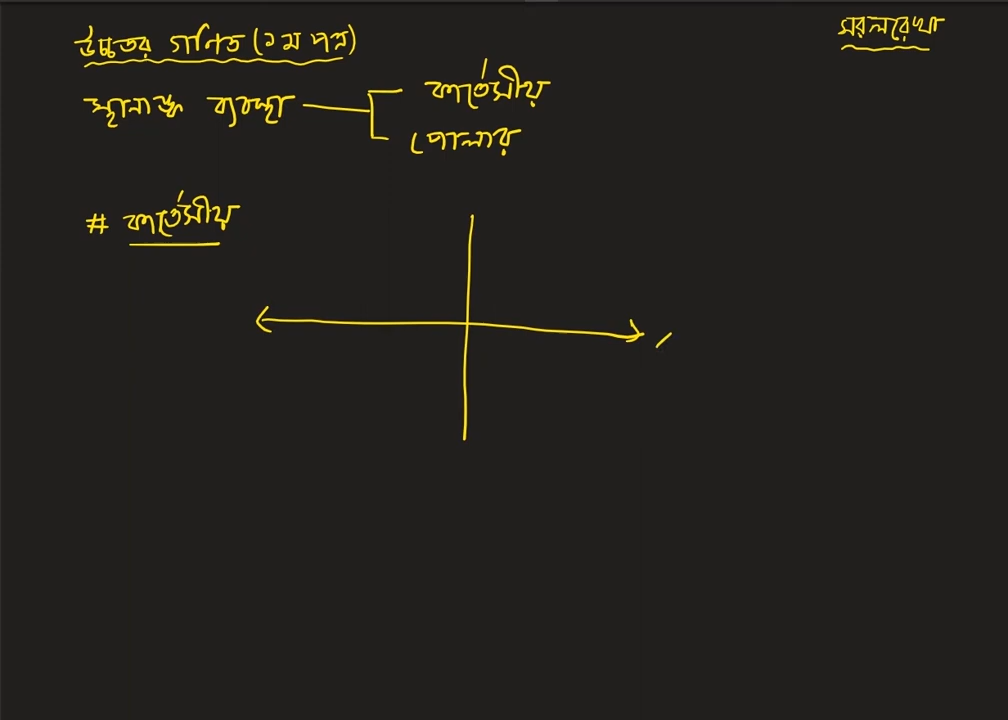 উচ্চতর গণিত (১ম পত্র)
সরলরেখা
স্থানাঙ্ক ব্যবস্থা
কার্তেসীয়
পোলার
# কার্তেসীয়